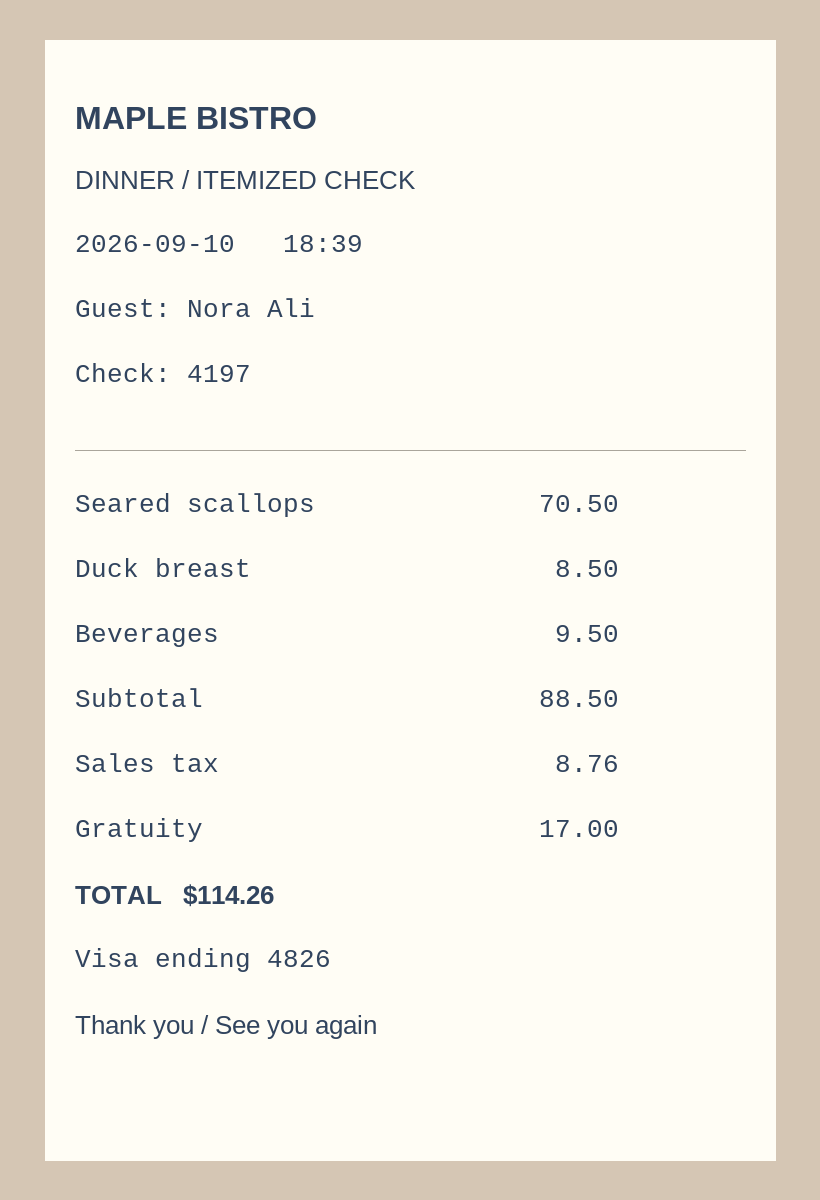 MAPLE BISTRO
DINNER / ITEMIZED CHECK
2026-09-10   18:39
Guest: Nora Ali
Check: 4197
Seared scallops 70.50
Duck breast 8.50
Beverages 9.50
Subtotal 88.50
Sales tax 8.76
Gratuity 17.00
TOTAL $114.26
Visa ending 4826
Thank you / See you again